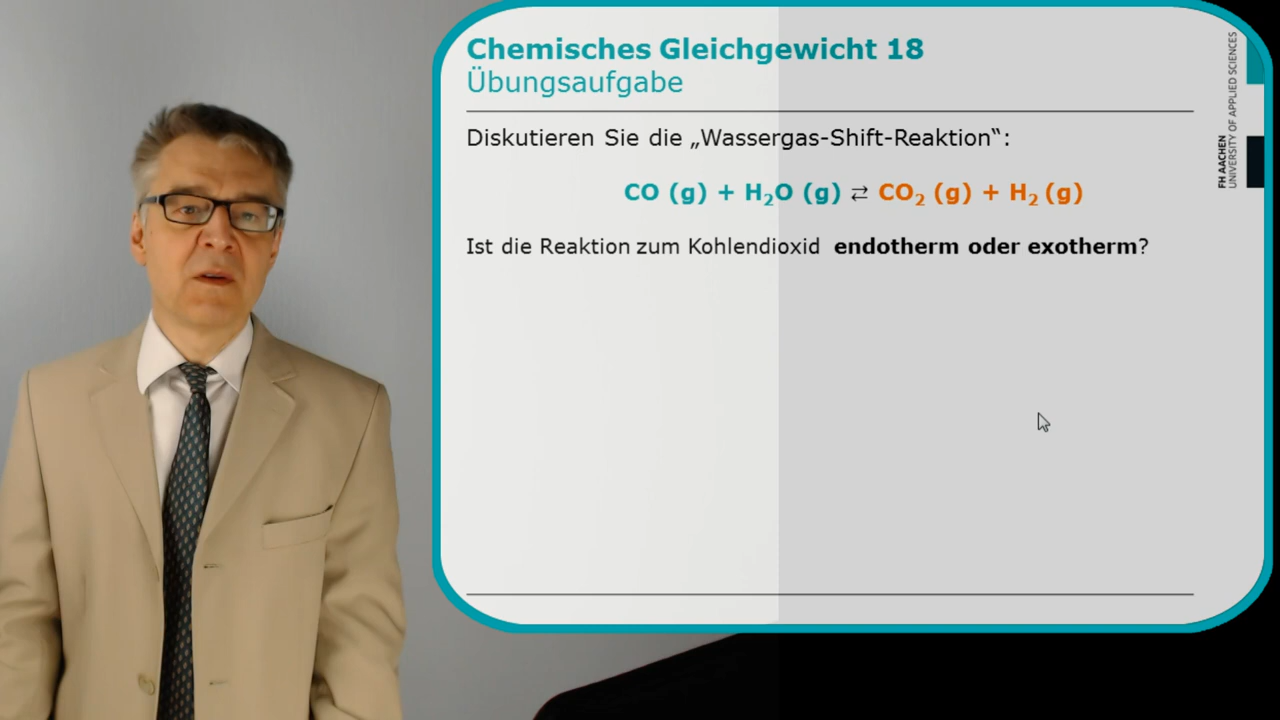 Chemisches Gleichgewicht 18
Übungsaufgabe
Diskutieren Sie die „Wassergas-Shift-Reaktion“:
CO (g) + H₂O (g) ⇄ CO₂ (g) + H₂ (g)
Ist die Reaktion zum Kohlendioxid endotherm oder exotherm?
FH AACHEN
UNIVERSITY OF APPLIED SCIENCES